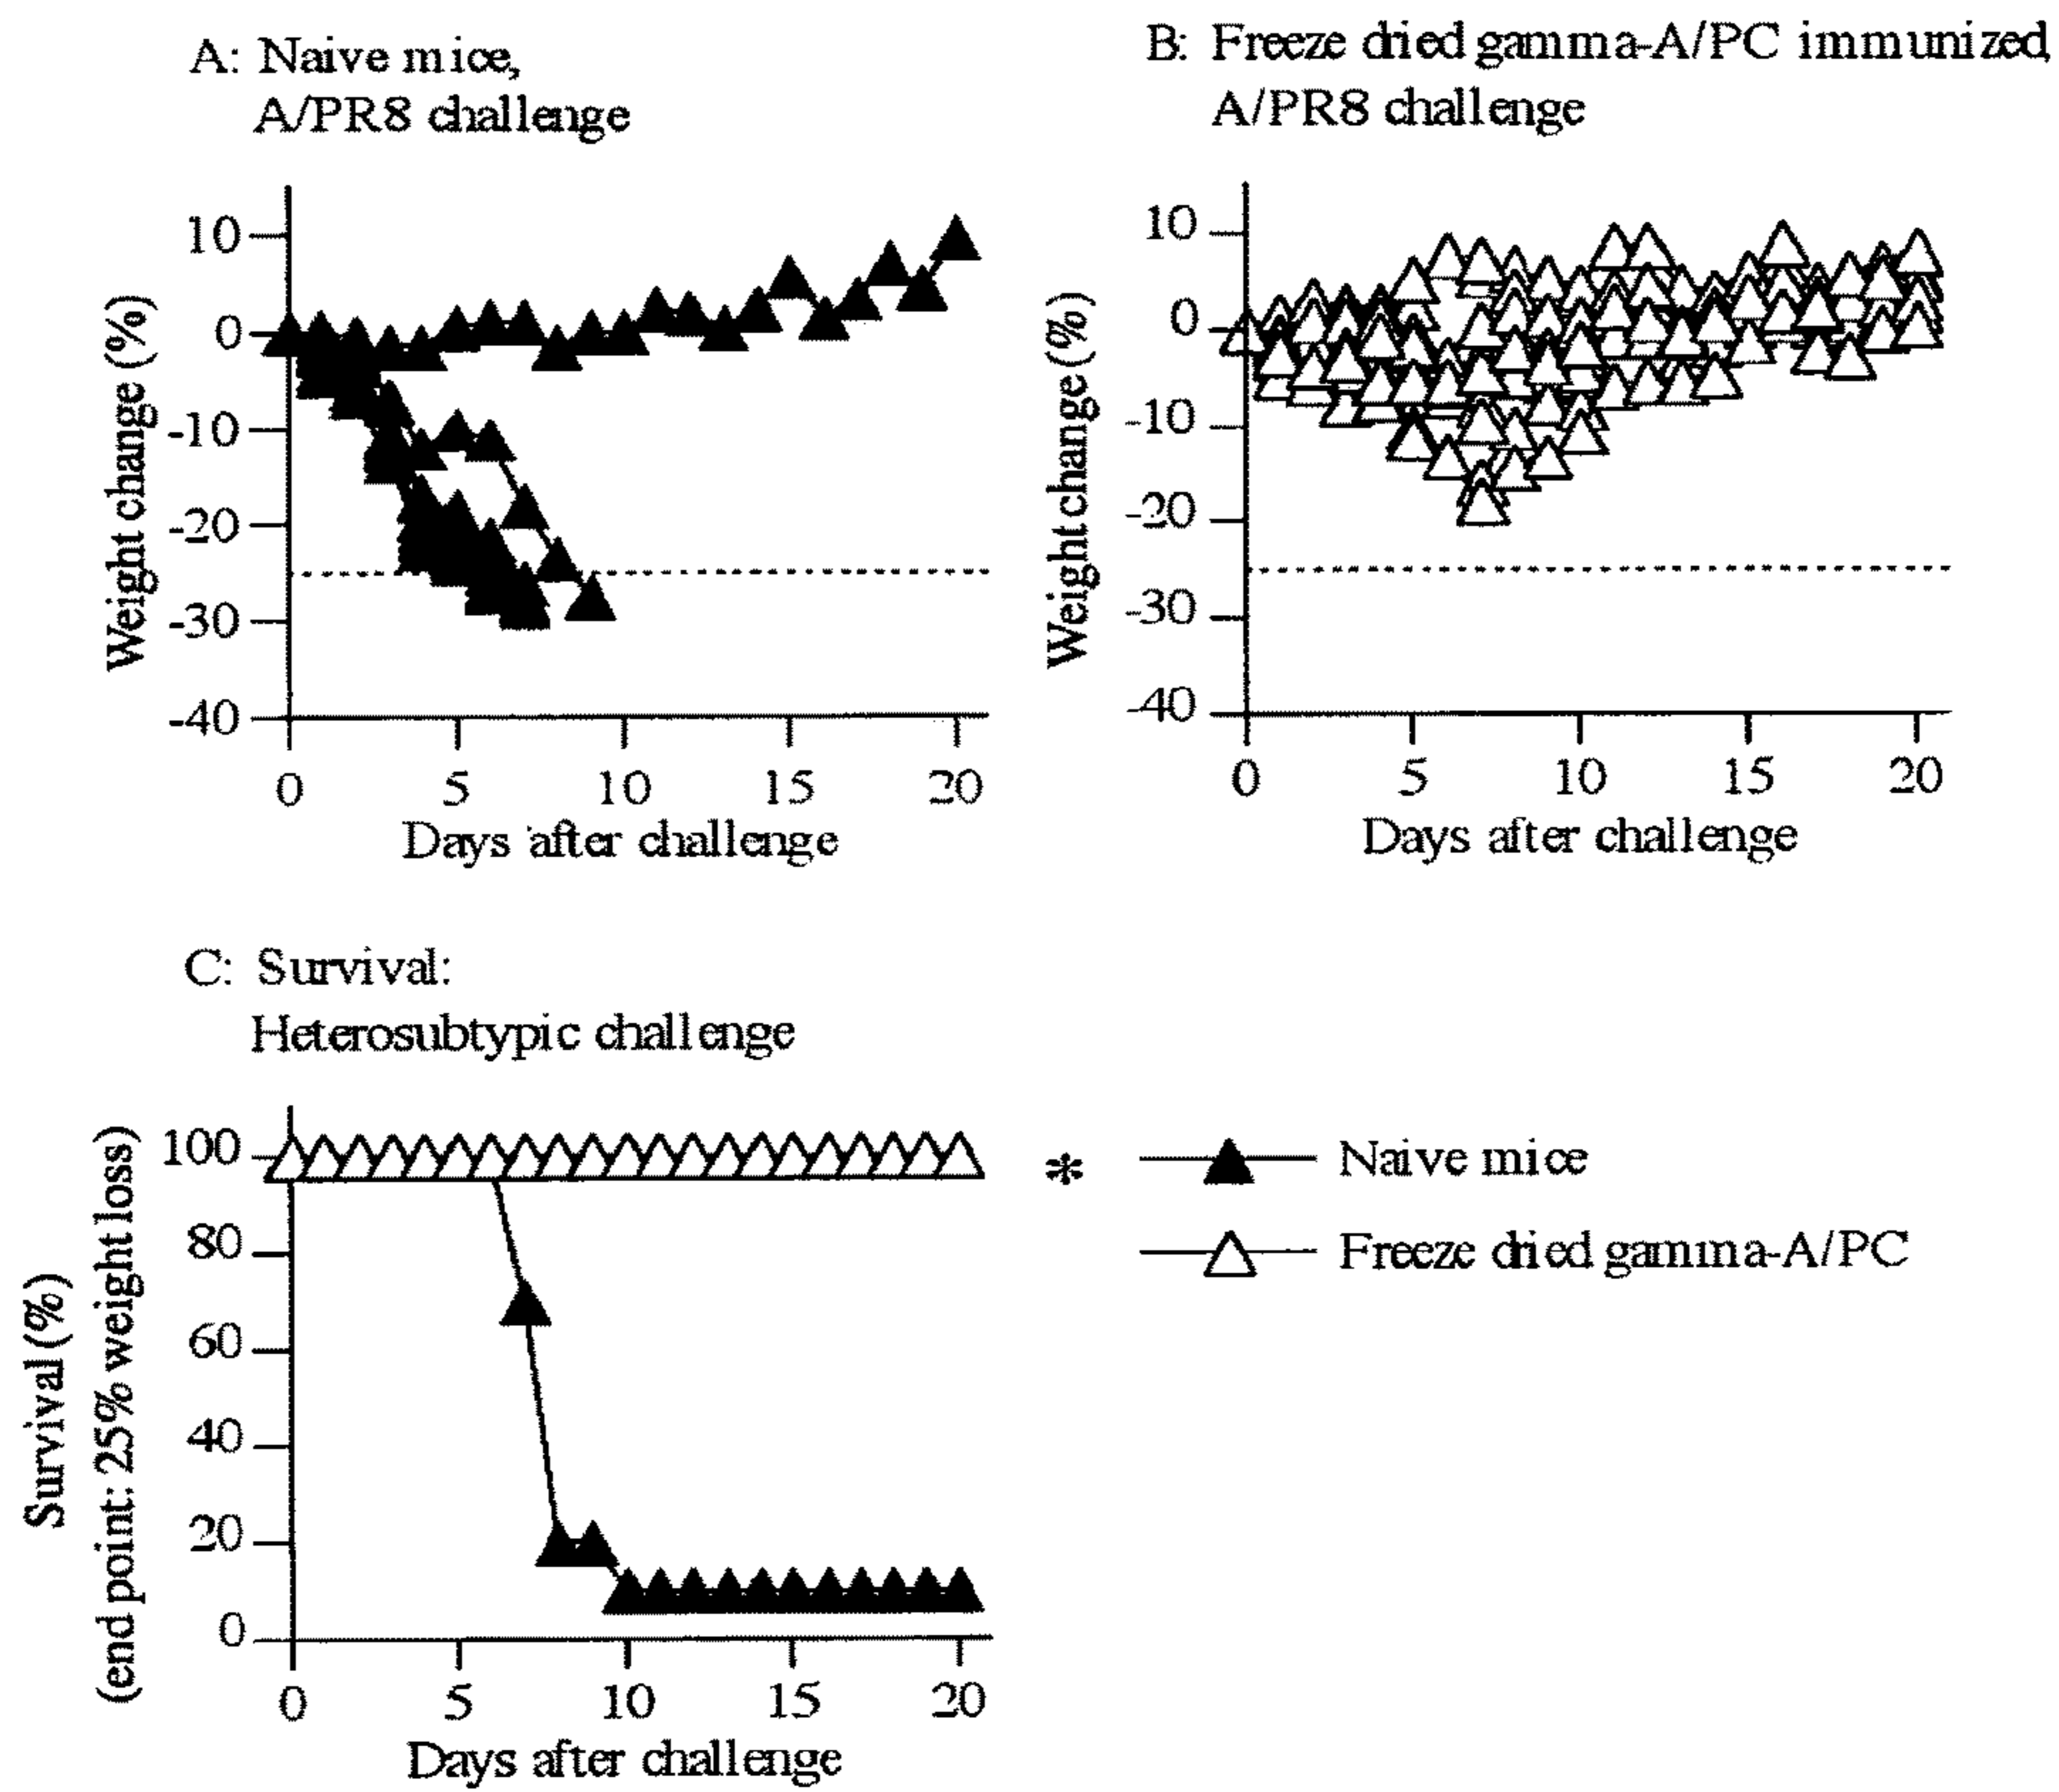 A: Naive mice,
A/PR8 challenge
10
0
-10
-20
-30
-40
Weight change (%)
0 5 10 15 20
Days after challenge
B: Freeze dried gamma-A/PC immunized,
A/PR8 challenge
10
0
-10
-20
-30
-40
Weight change (%)
0 5 10 15 20
Days after challenge
C: Survival:
Heterosubtypic challenge
100
80
60
40
20
0
Survival (%)
(end point: 25% weight loss)
0 5 10 15 20
Days after challenge
* Naive mice
Freeze dried gamma-A/PC